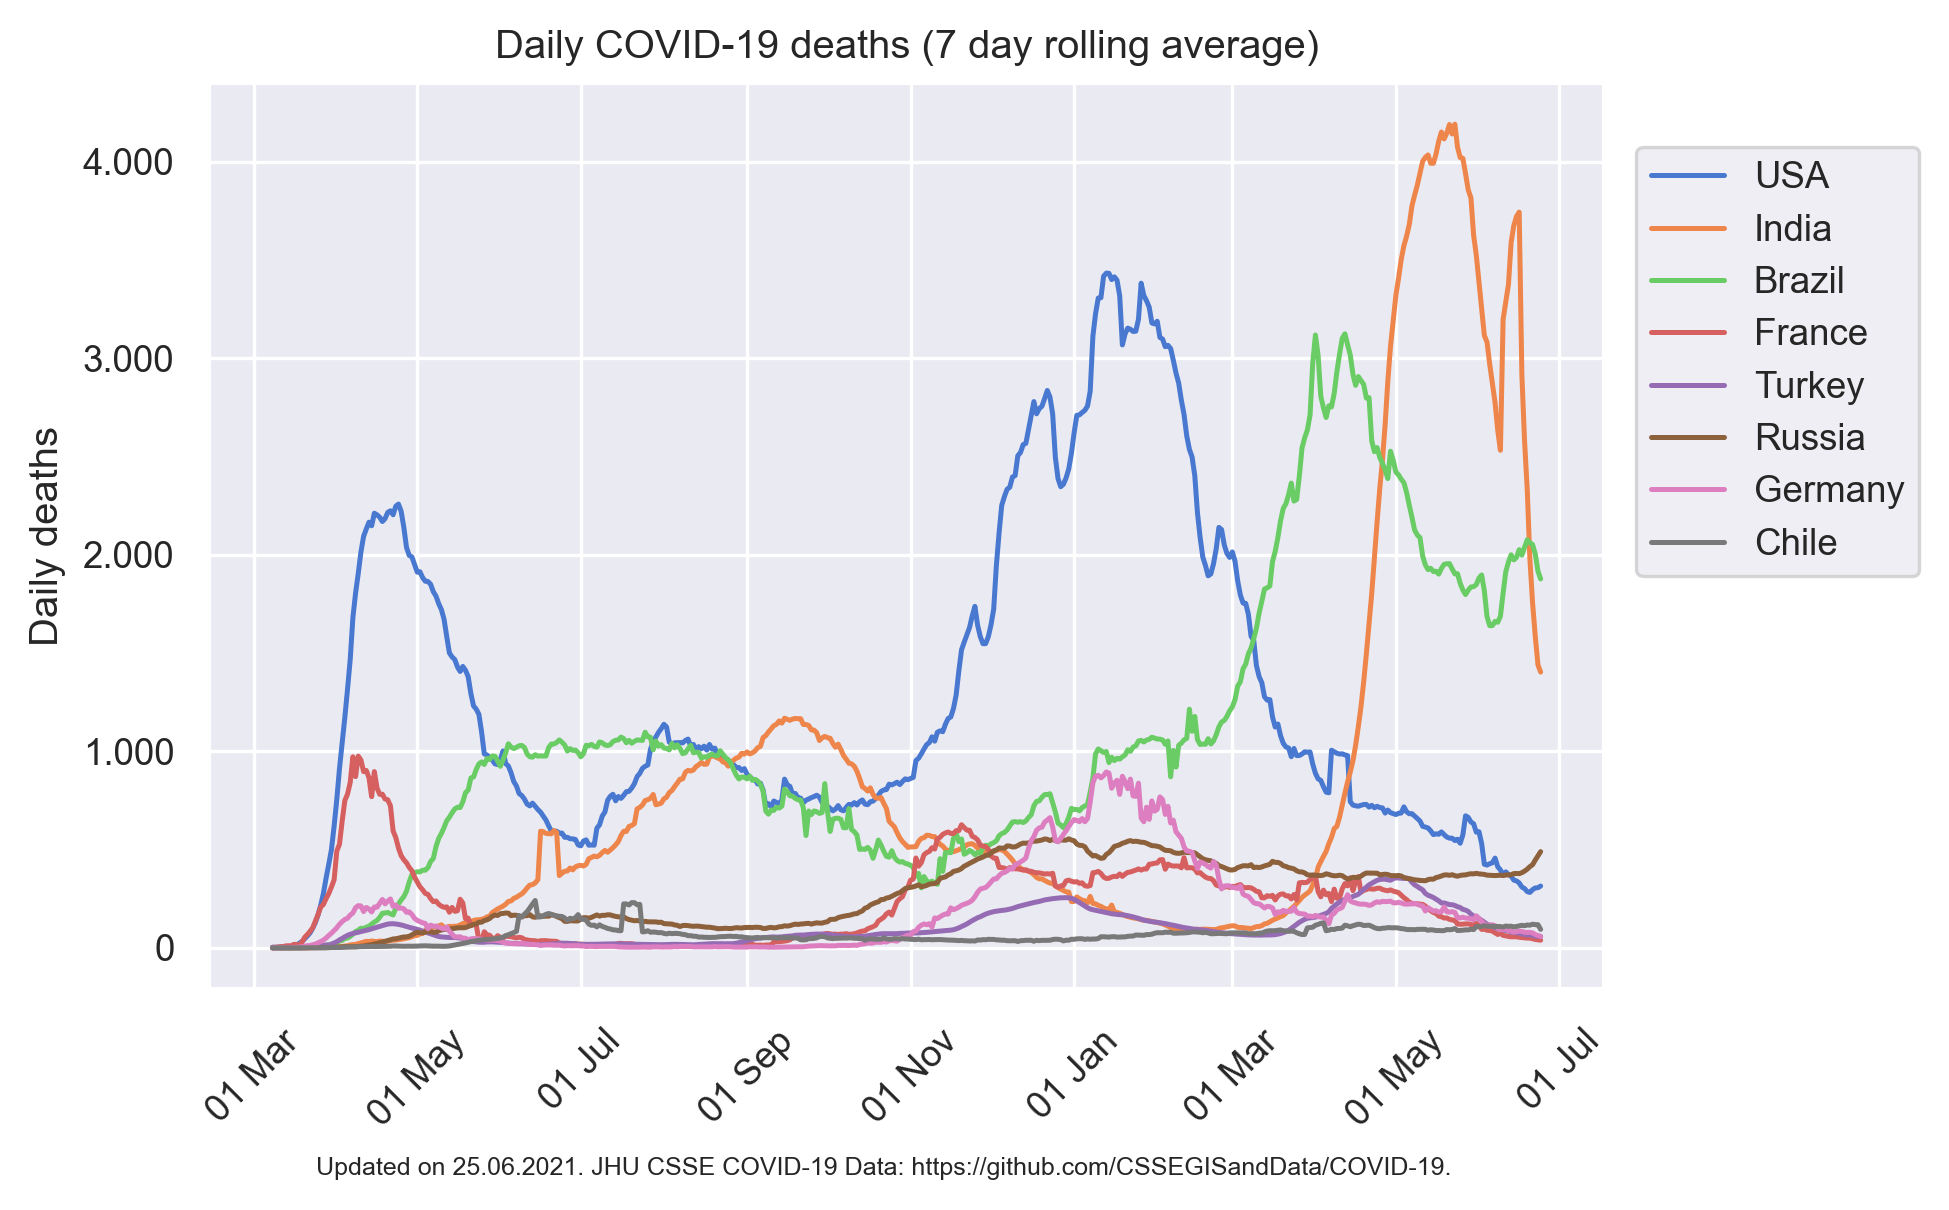 Daily COVID-19 deaths (7 day rolling average)
Daily deaths
4.000
3.000
2.000
1.000
0
01 Mar
01 May
01 Jul
01 Sep
01 Nov
01 Jan
01 Mar
01 May
01 Jul
USA
India
Brazil
France
Turkey
Russia
Germany
Chile
Updated on 25.06.2021. JHU CSSE COVID-19 Data: https://github.com/CSSEGISandData/COVID-19.